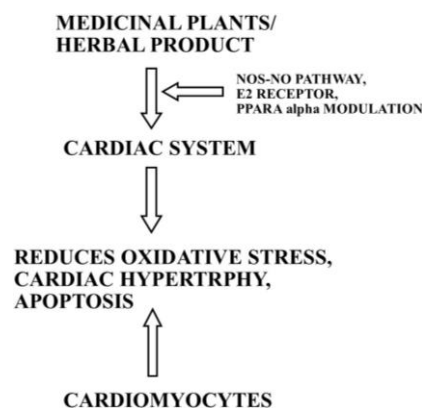 MEDICINAL PLANTS/
HERBAL PRODUCT
NOS-NO PATHWAY,
E2 RECEPTOR,
PPARA alpha MODULATION
CARDIAC SYSTEM
REDUCES OXIDATIVE STRESS,
CARDIAC HYPERTRPHY,
APOPTOSIS
CARDIOMYOCYTES